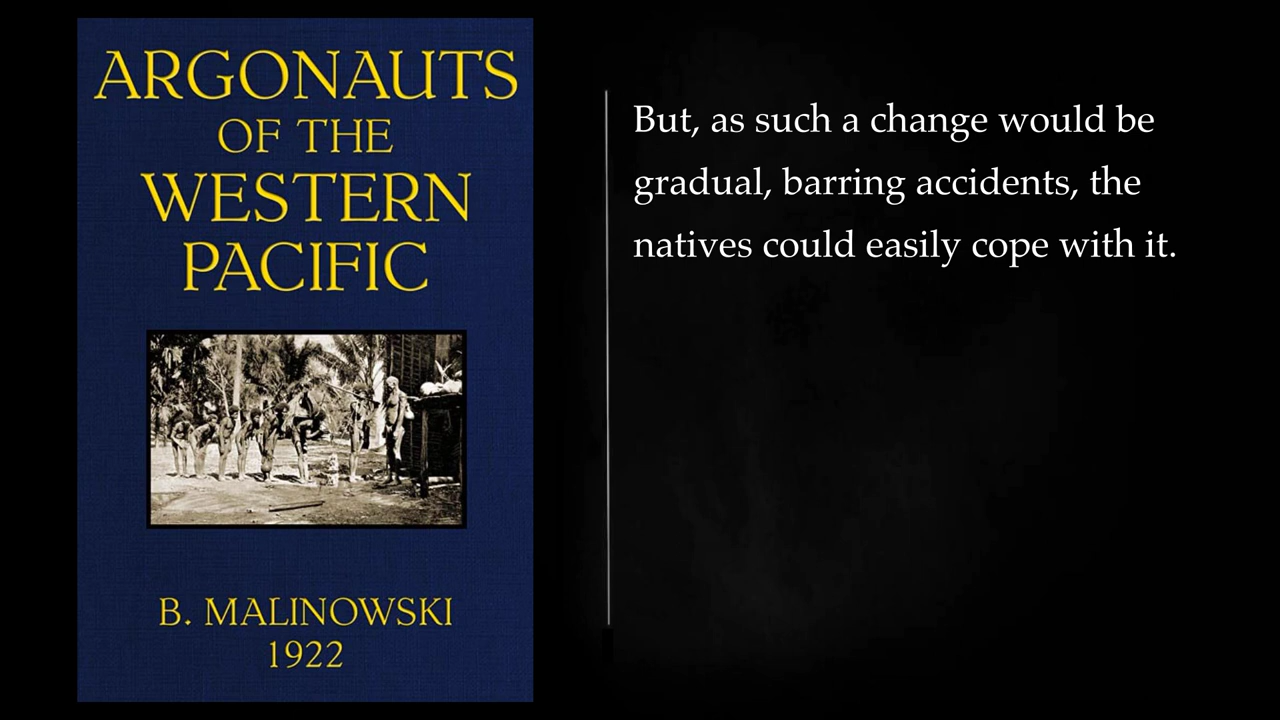 ARGONAUTS
OF THE
WESTERN
PACIFIC
B. MALINOWSKI
1922
But, as such a change would be
gradual, barring accidents, the
natives could easily cope with it.